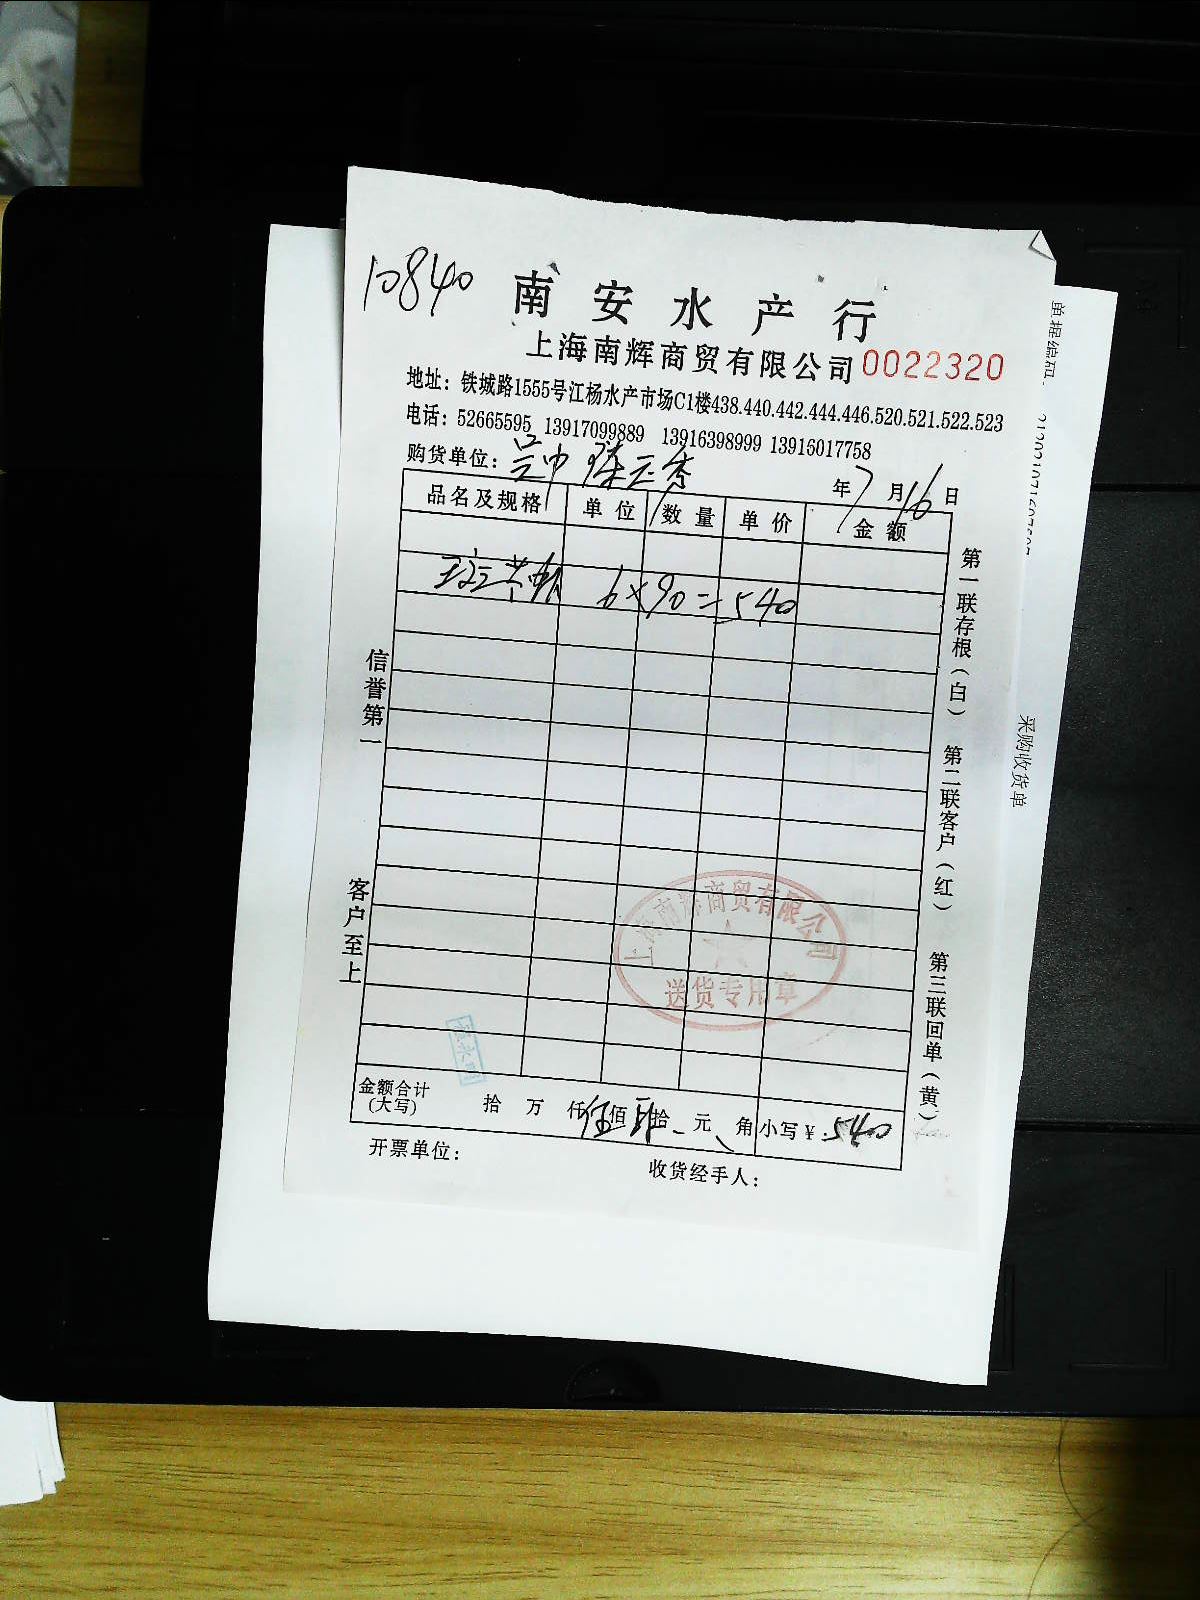 10840
南安水产行
上海南辉商贸有限公司 0022320
地址：铁城路1555号江杨水产市场C1楼438.440.442.444.446.520.521.522.523
电话：52665595 13917099889 13916398999 13916017758
购货单位： 年7月16日
品名及规格 单位 数量 单价 金额
6×90=540
信誉第一
客户至上
第一联存根（白） 第二联客户（红） 第三联回单（黄）
上海南辉商贸有限公司
送货专用章
金额合计(大写) 拾 万 仟 伍佰 肆拾 元 角 小写￥:540
开票单位：
收货经手人：
单据编码：
采购收货单